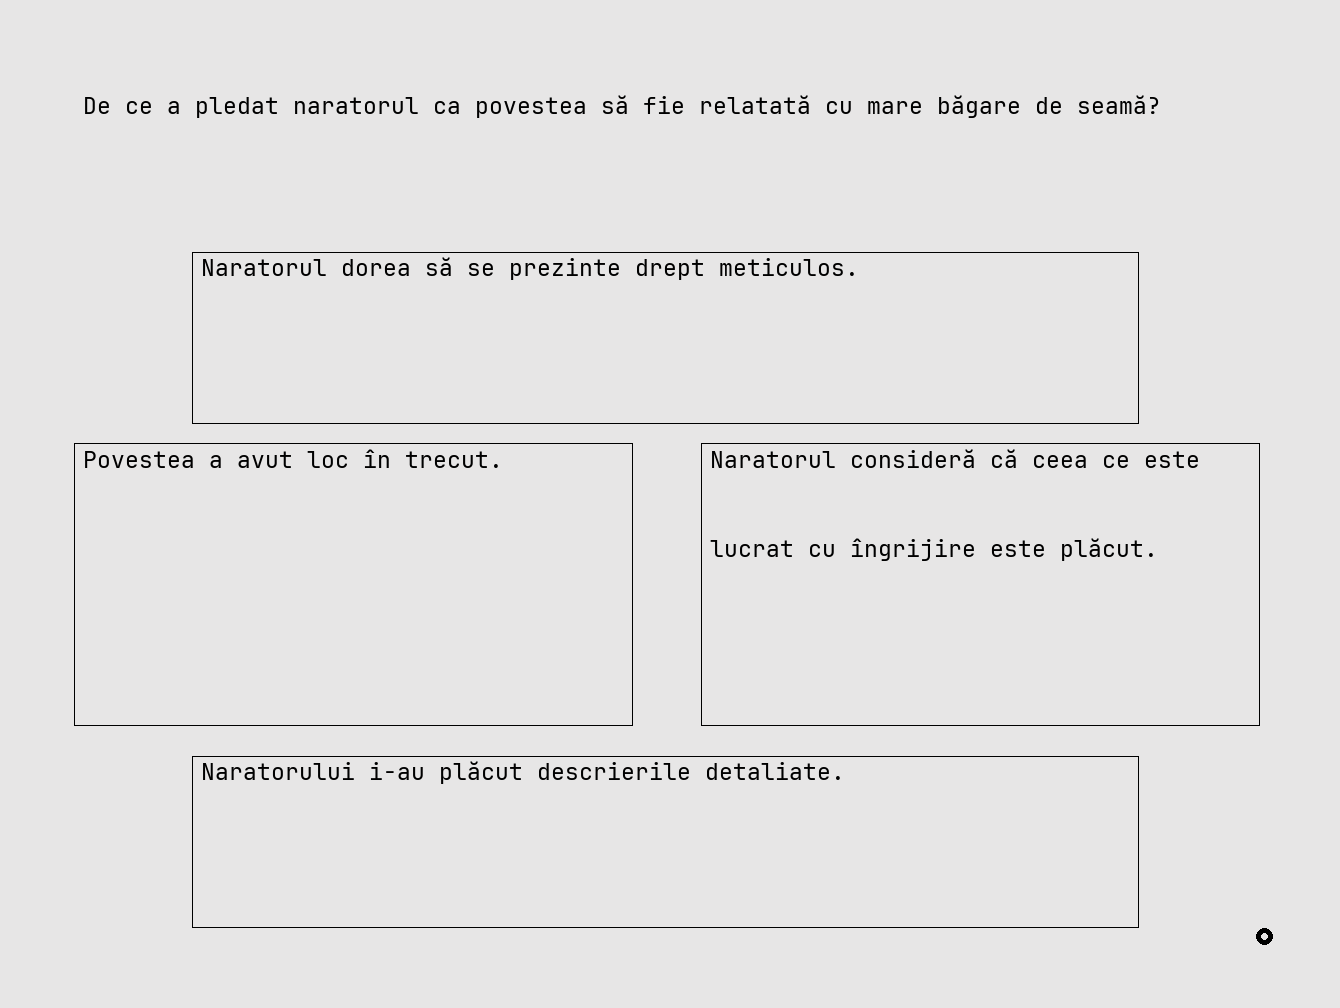 De ce a pledat naratorul ca povestea să fie relatată cu mare băgare de seamă?
Naratorul dorea să se prezinte drept meticulos.
Povestea a avut loc în trecut.
Naratorul consideră că ceea ce este
lucrat cu îngrijire este plăcut.
Naratorului i-au plăcut descrierile detaliate.